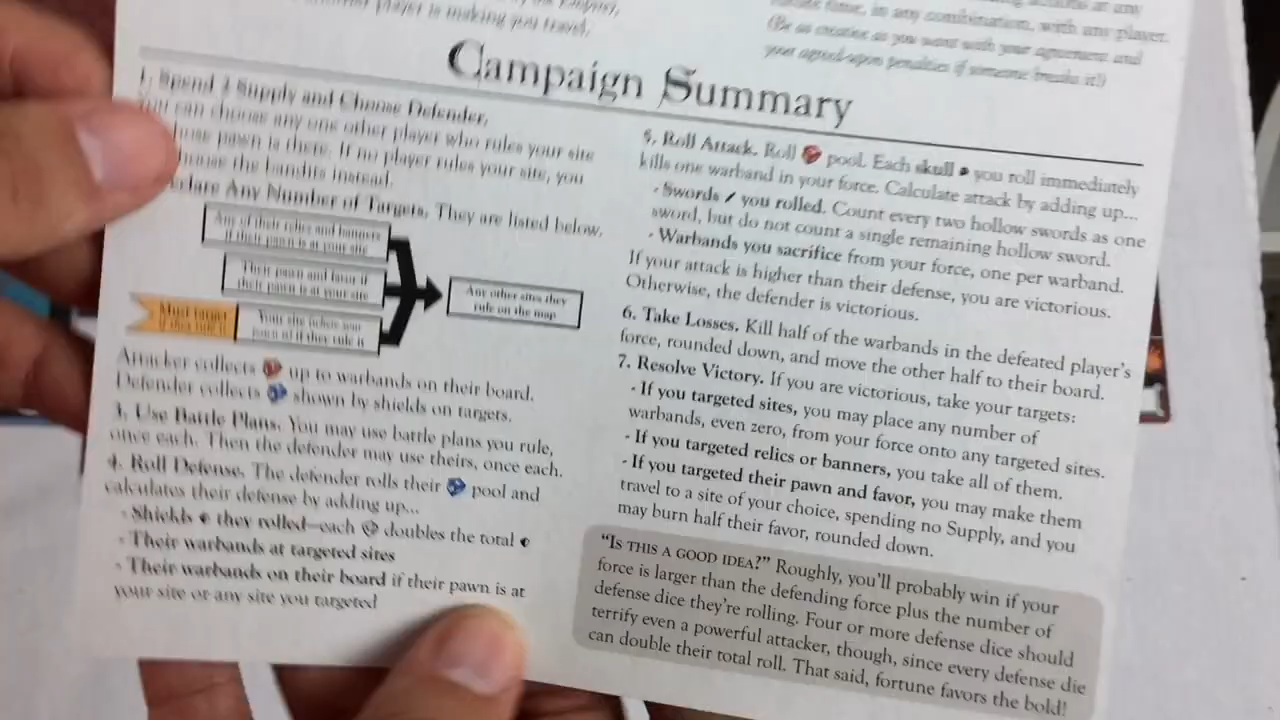 player is making you travel,
in any combination, with any player.
(Be as creative as you want with your agreement and
your agreed-upon penalties if someone breaks it!)
Campaign Summary
1. Spend 2 Supply and Choose Defender.
You can choose any one other player who rules your site
whose pawn is there. If no player rules your site, you
choose the bandits instead.
Declare Any Number of Targets. They are listed below.
Any of their relics and banners
if their pawn is at your site
Their pawn and favor if
their pawn is at your site
Must target
if they rule it
Your site
if they rule it
Any other sites they
rule on the map
Attacker collects up to warbands on their board.
Defender collects shown by shields on targets.
3. Use Battle Plans. You may use battle plans you rule,
once each. Then the defender may use theirs, once each.
4. Roll Defense. The defender rolls their pool and
calculates their defense by adding up...
· Shields they rolled—each doubles the total
· Their warbands at targeted sites
· Their warbands on their board if their pawn is at
your site or any site you targeted
5. Roll Attack. Roll pool. Each skull you roll immediately
kills one warband in your force. Calculate attack by adding up...
· Swords you rolled. Count every two hollow swords as one
sword, but do not count a single remaining hollow sword.
· Warbands you sacrifice from your force, one per warband.
If your attack is higher than their defense, you are victorious.
Otherwise, the defender is victorious.
6. Take Losses. Kill half of the warbands in the defeated player's
force, rounded down, and move the other half to their board.
7. Resolve Victory. If you are victorious, take your targets:
· If you targeted sites, you may place any number of
warbands, even zero, from your force onto any targeted sites.
· If you targeted relics or banners, you take all of them.
· If you targeted their pawn and favor, you may make them
travel to a site of your choice, spending no Supply, and you
may burn half their favor, rounded down.
"Is this a good idea?" Roughly, you'll probably win if your
force is larger than the defending force plus the number of
defense dice they're rolling. Four or more defense dice should
terrify even a powerful attacker, though, since every defense die
can double their total roll. That said, fortune favors the bold!